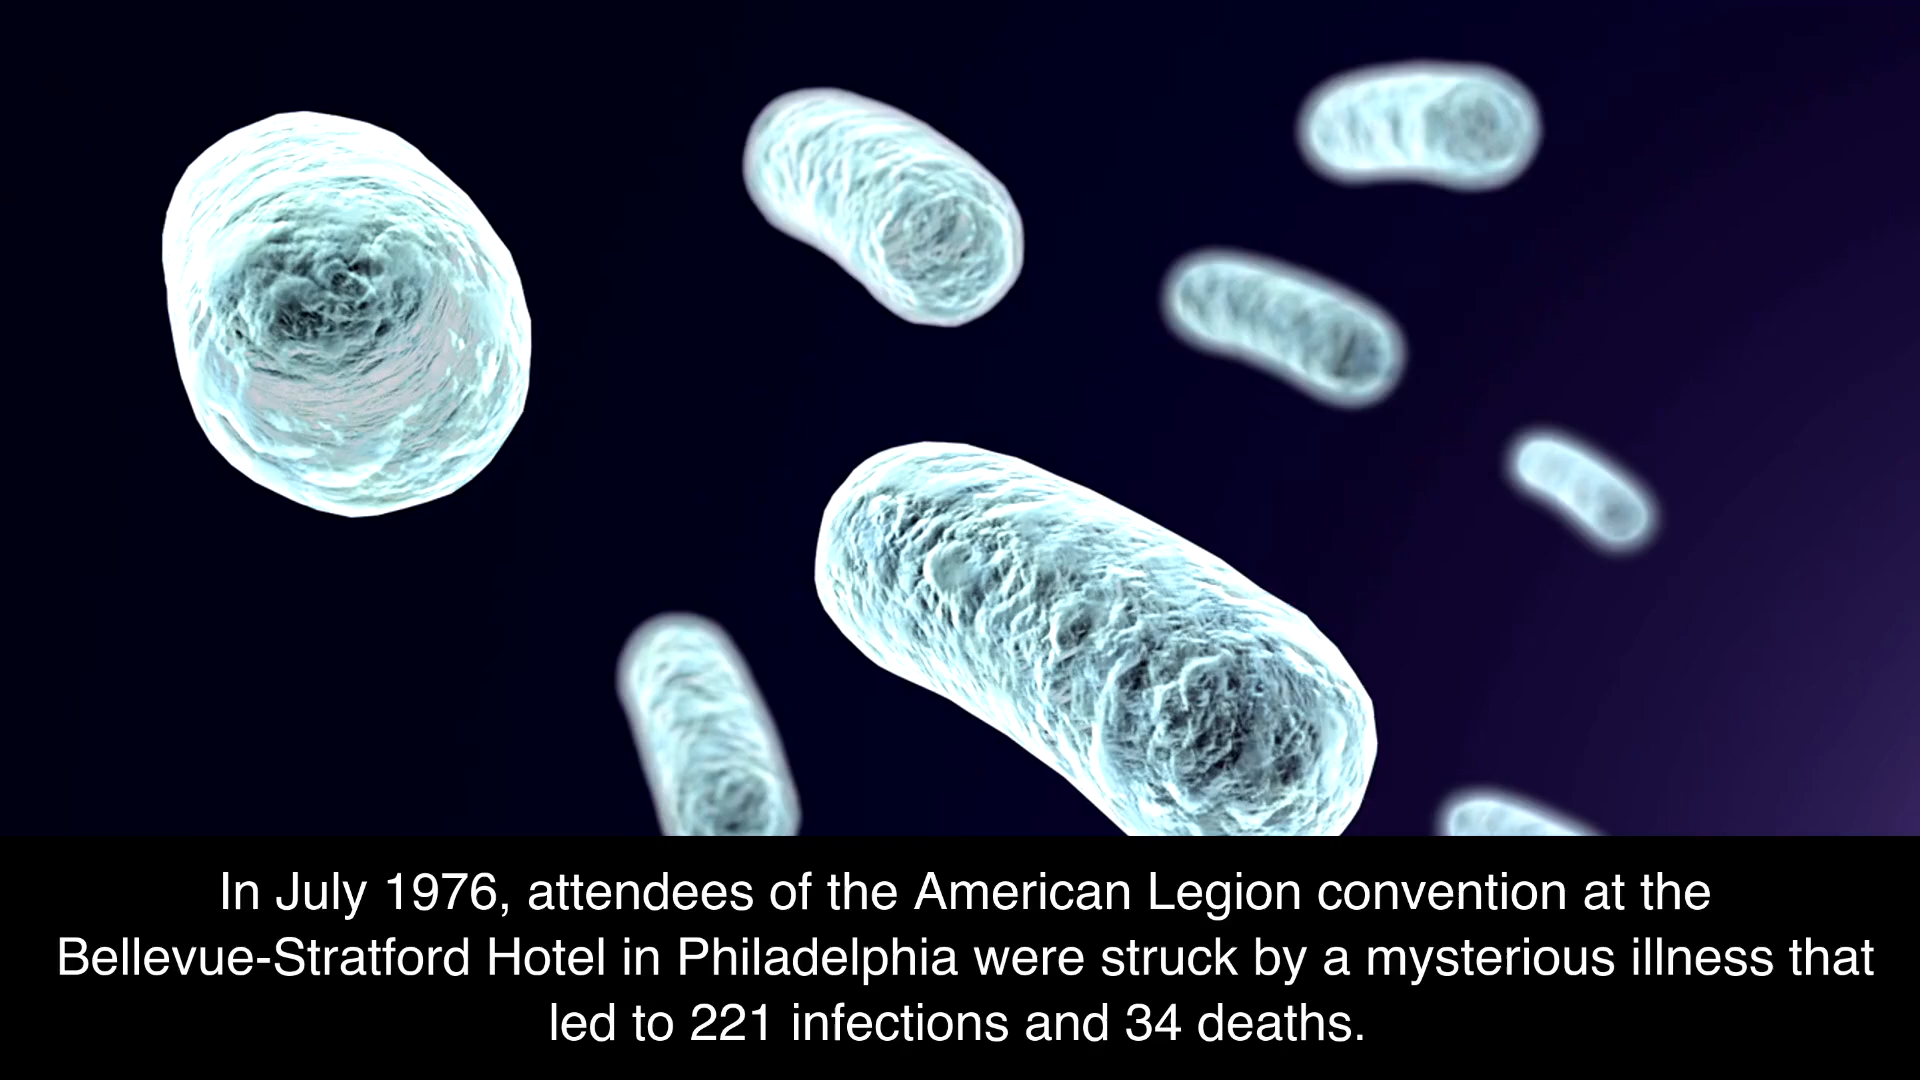 In July 1976, attendees of the American Legion convention at the
Bellevue-Stratford Hotel in Philadelphia were struck by a mysterious illness that
led to 221 infections and 34 deaths.